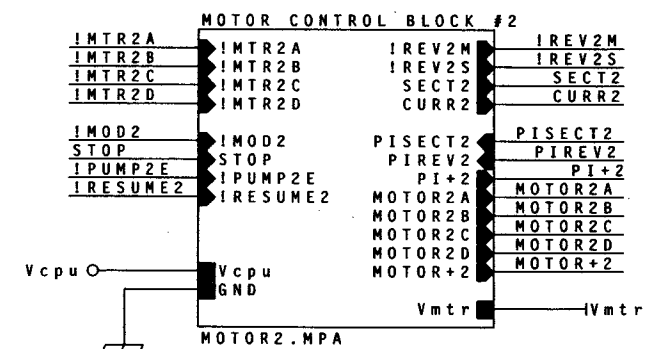 MOTOR CONTROL BLOCK #2
!MTR2A !MTR2A !REV2M !REV2M
!MTR2B !MTR2B !REV2S !REV2S
!MTR2C !MTR2C SECT2 SECT2
!MTR2D !MTR2D CURR2 CURR2
!MOD2 !MOD2 PISECT2 PISECT2
STOP STOP PIREV2 PIREV2
!PUMP2E !PUMP2E PI+2 PI+2
!RESUME2 !RESUME2 MOTOR2A MOTOR2A
MOTOR2B MOTOR2B
MOTOR2C MOTOR2C
MOTOR2D MOTOR2D
Vcpu Vcpu MOTOR+2 MOTOR+2
GND
Vmtr Vmtr
MOTOR2.MPA